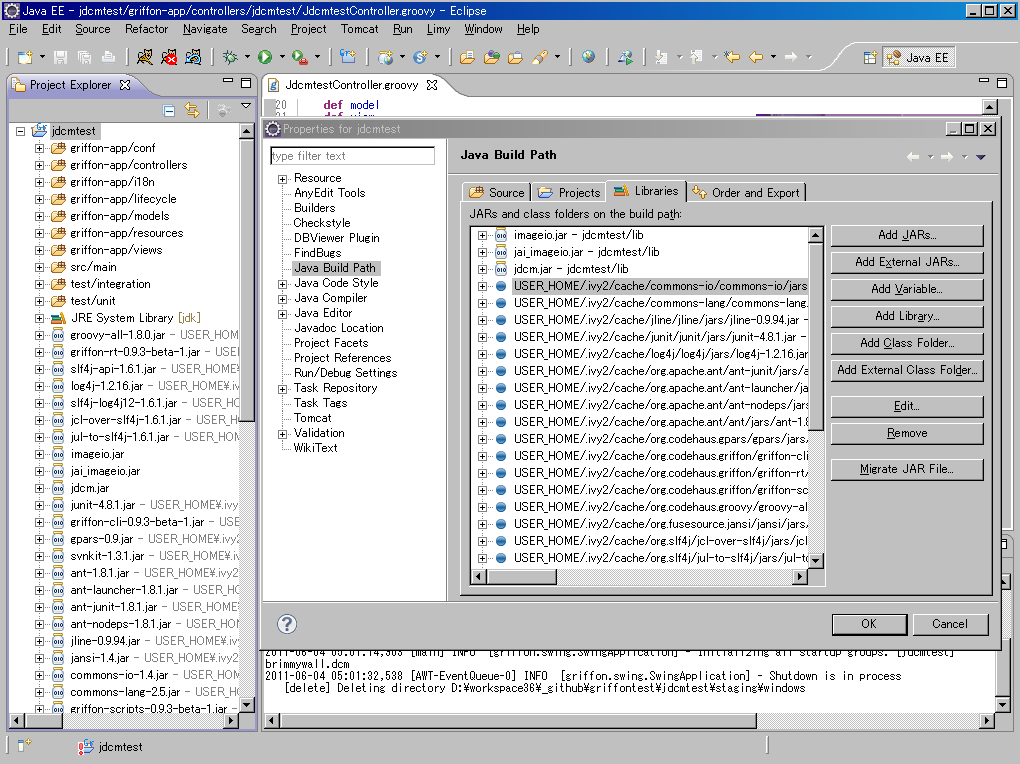 Java EE - jdcmtest/griffon-app/controllers/jdcmtest/JdcmtestController.groovy - Eclipse
File Edit Source Refactor Navigate Search Project Tomcat Run Limy Window Help
Java EE
Project Explorer
jdcmtest
griffon-app/conf
griffon-app/controllers
griffon-app/i18n
griffon-app/lifecycle
griffon-app/models
griffon-app/resources
griffon-app/views
src/main
test/integration
test/unit
JRE System Library [jdk]
groovy-all-1.8.0.jar - USER_HOM
griffon-rt-0.9.3-beta-1.jar - USE
slf4j-api-1.6.1.jar - USER_HOME
log4j-1.2.16.jar - USER_HOME¥.iv
slf4j-log4j12-1.6.1.jar - USER_HO
jcl-over-slf4j-1.6.1.jar - USER_H
jul-to-slf4j-1.6.1.jar - USER_HOM
imageio.jar
jai_imageio.jar
jdcm.jar
junit-4.8.1.jar - USER_HOME¥.ivy
griffon-cli-0.9.3-beta-1.jar - USE
gpars-0.9.jar - USER_HOME¥.ivy2
svnkit-1.3.1.jar - USER_HOME¥.iv
ant-1.8.1.jar - USER_HOME¥.ivy2
ant-launcher-1.8.1.jar - USER_HO
ant-junit-1.8.1.jar - USER_HOME
ant-nodeps-1.8.1.jar - USER_HOM
jline-0.9.94.jar - USER_HOME¥.ivy
jansi-1.4.jar - USER_HOME¥.ivy2
commons-io-1.4.jar - USER_HOME
commons-lang-2.5.jar - USER_HO
griffon-scripts-0.9.3-beta-1.jar -
JdcmtestController.groovy
20 def model
Properties for jdcmtest
type filter text
Resource
AnyEdit Tools
Builders
Checkstyle
DBViewer Plugin
FindBugs
Java Build Path
Java Code Style
Java Compiler
Java Editor
Javadoc Location
Project Facets
Project References
Run/Debug Settings
Task Repository
Task Tags
Tomcat
Validation
WikiText
Java Build Path
Source Projects Libraries Order and Export
JARs and class folders on the build path:
imageio.jar - jdcmtest/lib
jai_imageio.jar - jdcmtest/lib
jdcm.jar - jdcmtest/lib
USER_HOME/.ivy2/cache/commons-io/commons-io/jars
USER_HOME/.ivy2/cache/commons-lang/commons-lang
USER_HOME/.ivy2/cache/jline/jline/jars/jline-0.9.94.jar -
USER_HOME/.ivy2/cache/junit/junit/jars/junit-4.8.1.jar -
USER_HOME/.ivy2/cache/log4j/log4j/jars/log4j-1.2.16.jar
USER_HOME/.ivy2/cache/org.apache.ant/ant-junit/jars/a
USER_HOME/.ivy2/cache/org.apache.ant/ant-launcher/ja
USER_HOME/.ivy2/cache/org.apache.ant/ant-nodeps/jars
USER_HOME/.ivy2/cache/org.apache.ant/ant/jars/ant-1.8
USER_HOME/.ivy2/cache/org.codehaus.gpars/gpars/jars/
USER_HOME/.ivy2/cache/org.codehaus.griffon/griffon-cli
USER_HOME/.ivy2/cache/org.codehaus.griffon/griffon-rt/
USER_HOME/.ivy2/cache/org.codehaus.griffon/griffon-sc
USER_HOME/.ivy2/cache/org.codehaus.groovy/groovy-al
USER_HOME/.ivy2/cache/org.fusesource.jansi/jansi/jars/
USER_HOME/.ivy2/cache/org.slf4j/jcl-over-slf4j/jars/jcl
USER_HOME/.ivy2/cache/org.slf4j/jul-to-slf4j/jars/jul-to
Add JARs...
Add External JARs...
Add Variable...
Add Library...
Add Class Folder...
Add External Class Folder...
Edit...
Remove
Migrate JAR File...
OK Cancel
2011-06-04 05:01:14,303 [main] INFO [griffon.swing.SwingApplication] - Initializing all startup groups: [jdcmtest]
brimmywall.dcm
2011-06-04 05:01:32,538 [AWT-EventQueue-0] INFO [griffon.swing.SwingApplication] - Shutdown is in process
[delete] Deleting directory D:¥workspace36¥_github¥griffontest¥jdcmtest¥staging¥windows
jdcmtest